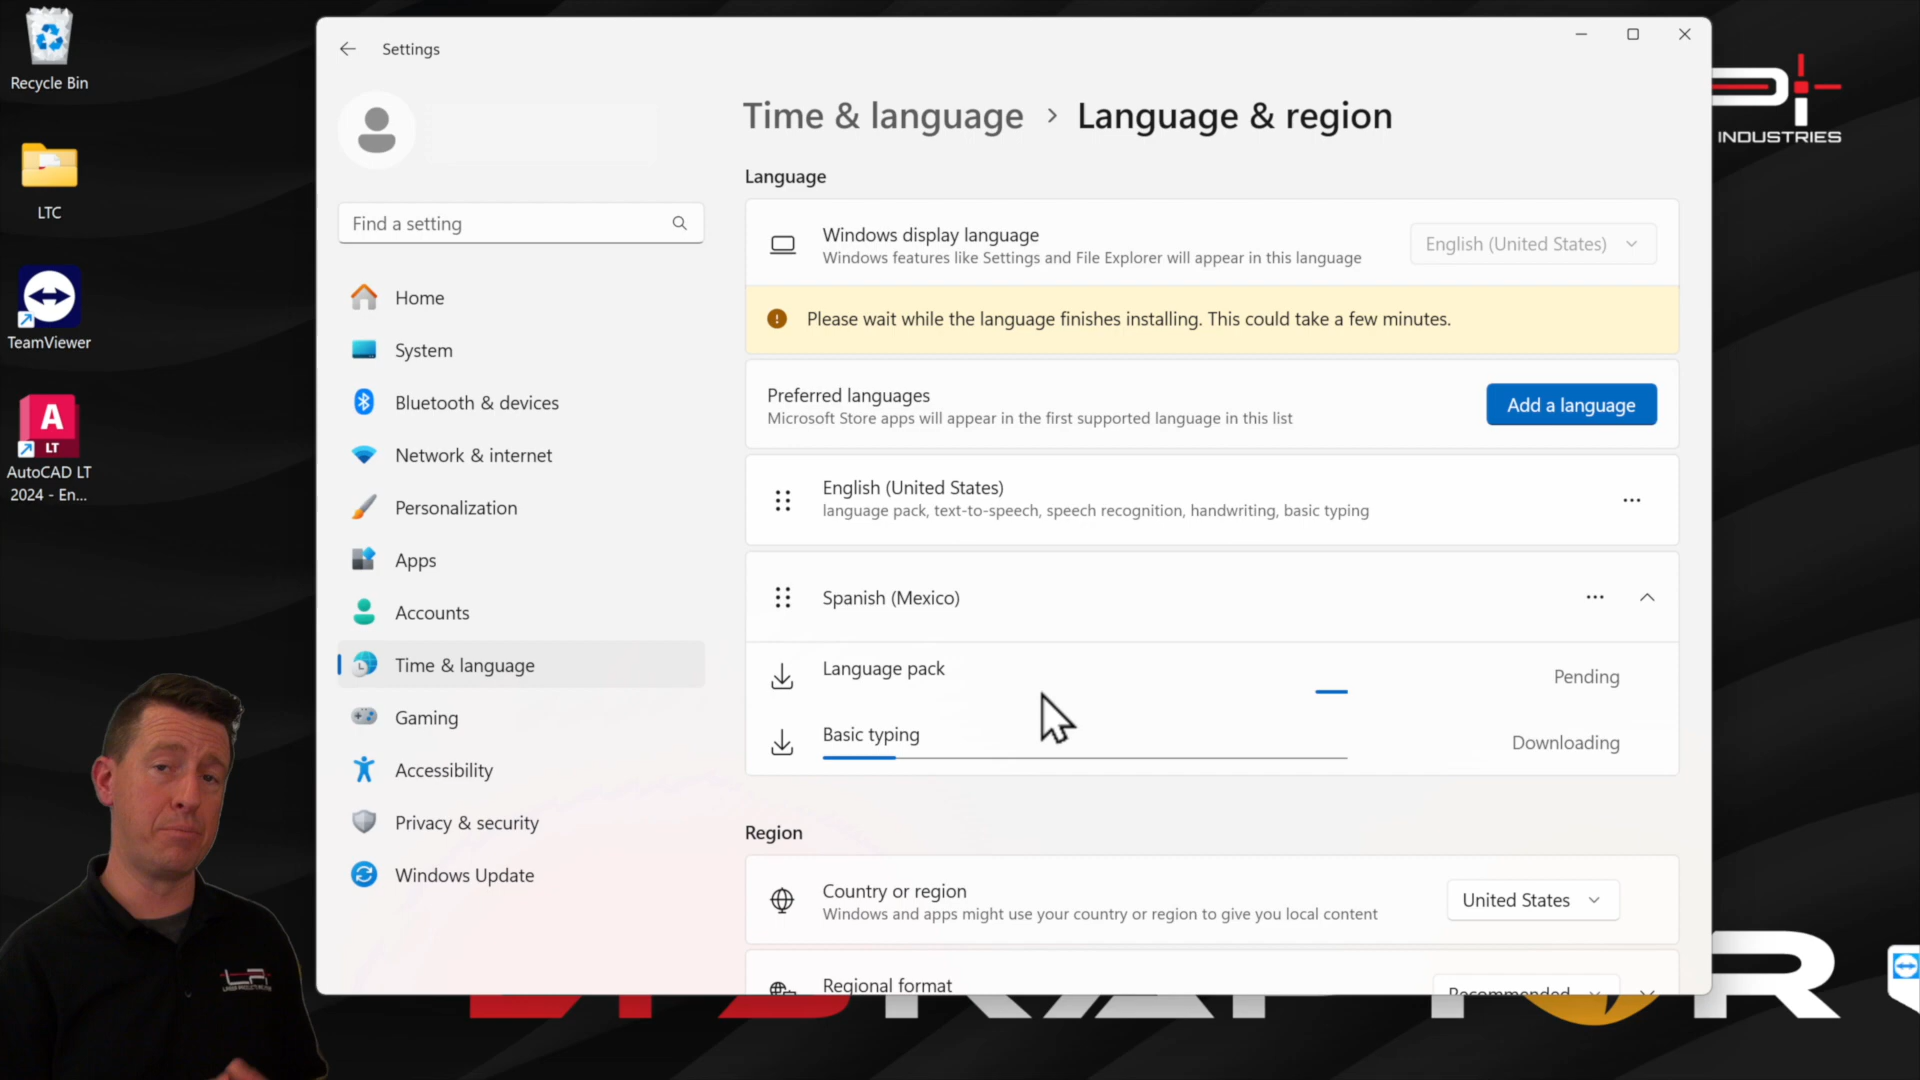 Recycle Bin
LTC
TeamViewer
AutoCAD LT
2024 - En...
Settings
Find a setting
Home
System
Bluetooth & devices
Network & internet
Personalization
Apps
Accounts
Time & language
Gaming
Accessibility
Privacy & security
Windows Update
Time & language > Language & region
Language
Windows display language
Windows features like Settings and File Explorer will appear in this language
English (United States)
Please wait while the language finishes installing. This could take a few minutes.
Preferred languages
Microsoft Store apps will appear in the first supported language in this list
Add a language
English (United States)
language pack, text-to-speech, speech recognition, handwriting, basic typing
Spanish (Mexico)
Language pack
Pending
Basic typing
Downloading
Region
Country or region
Windows and apps might use your country or region to give you local content
United States
Regional format
Recommended
INDUSTRIES
A
LT